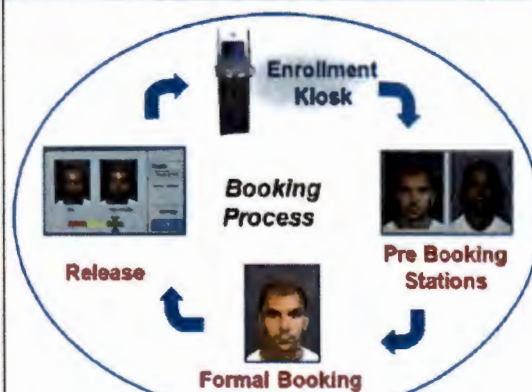 Enrollment
Kiosk
Booking
Process
Pre Booking
Stations
Release
Formal Booking